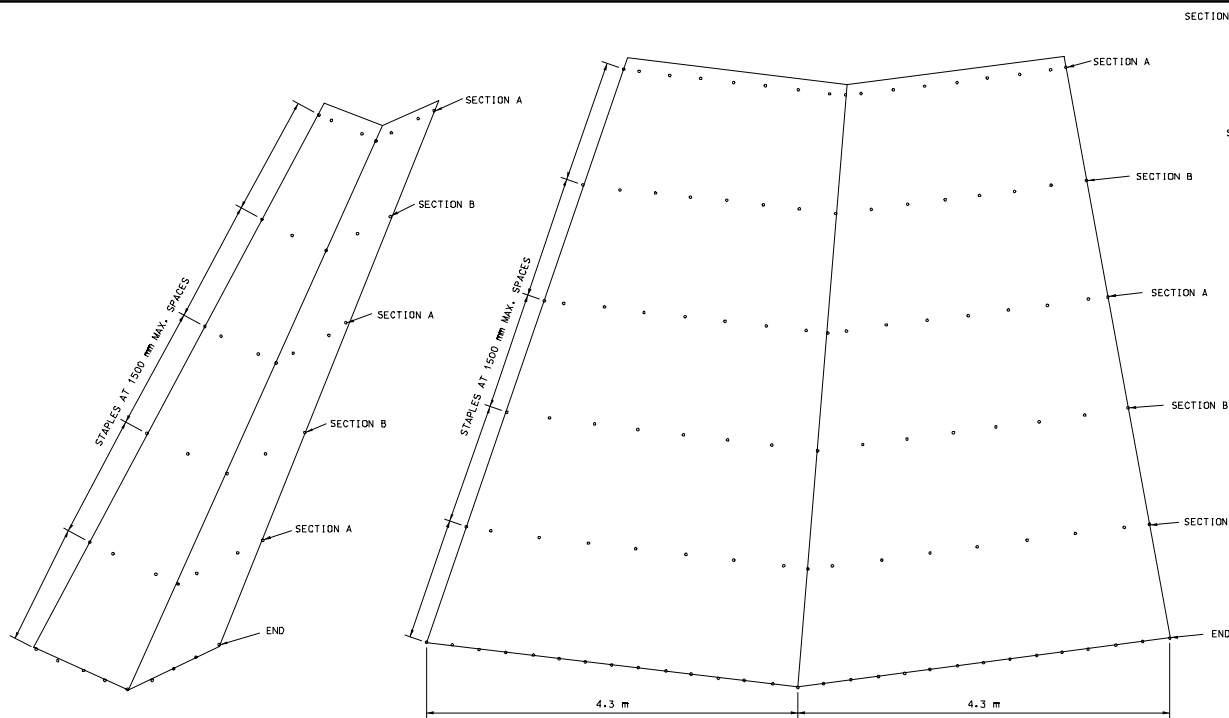 SECTION
SECTION A
SECTION A
SECTION B
SECTION B
SECTION A
SECTION A
SECTION B
SECTION B
SECTION A
SECTION
END
END
STAPLES AT 1500 mm MAX. SPACES
STAPLES AT 1500 mm MAX. SPACES
4.3 m
4.3 m